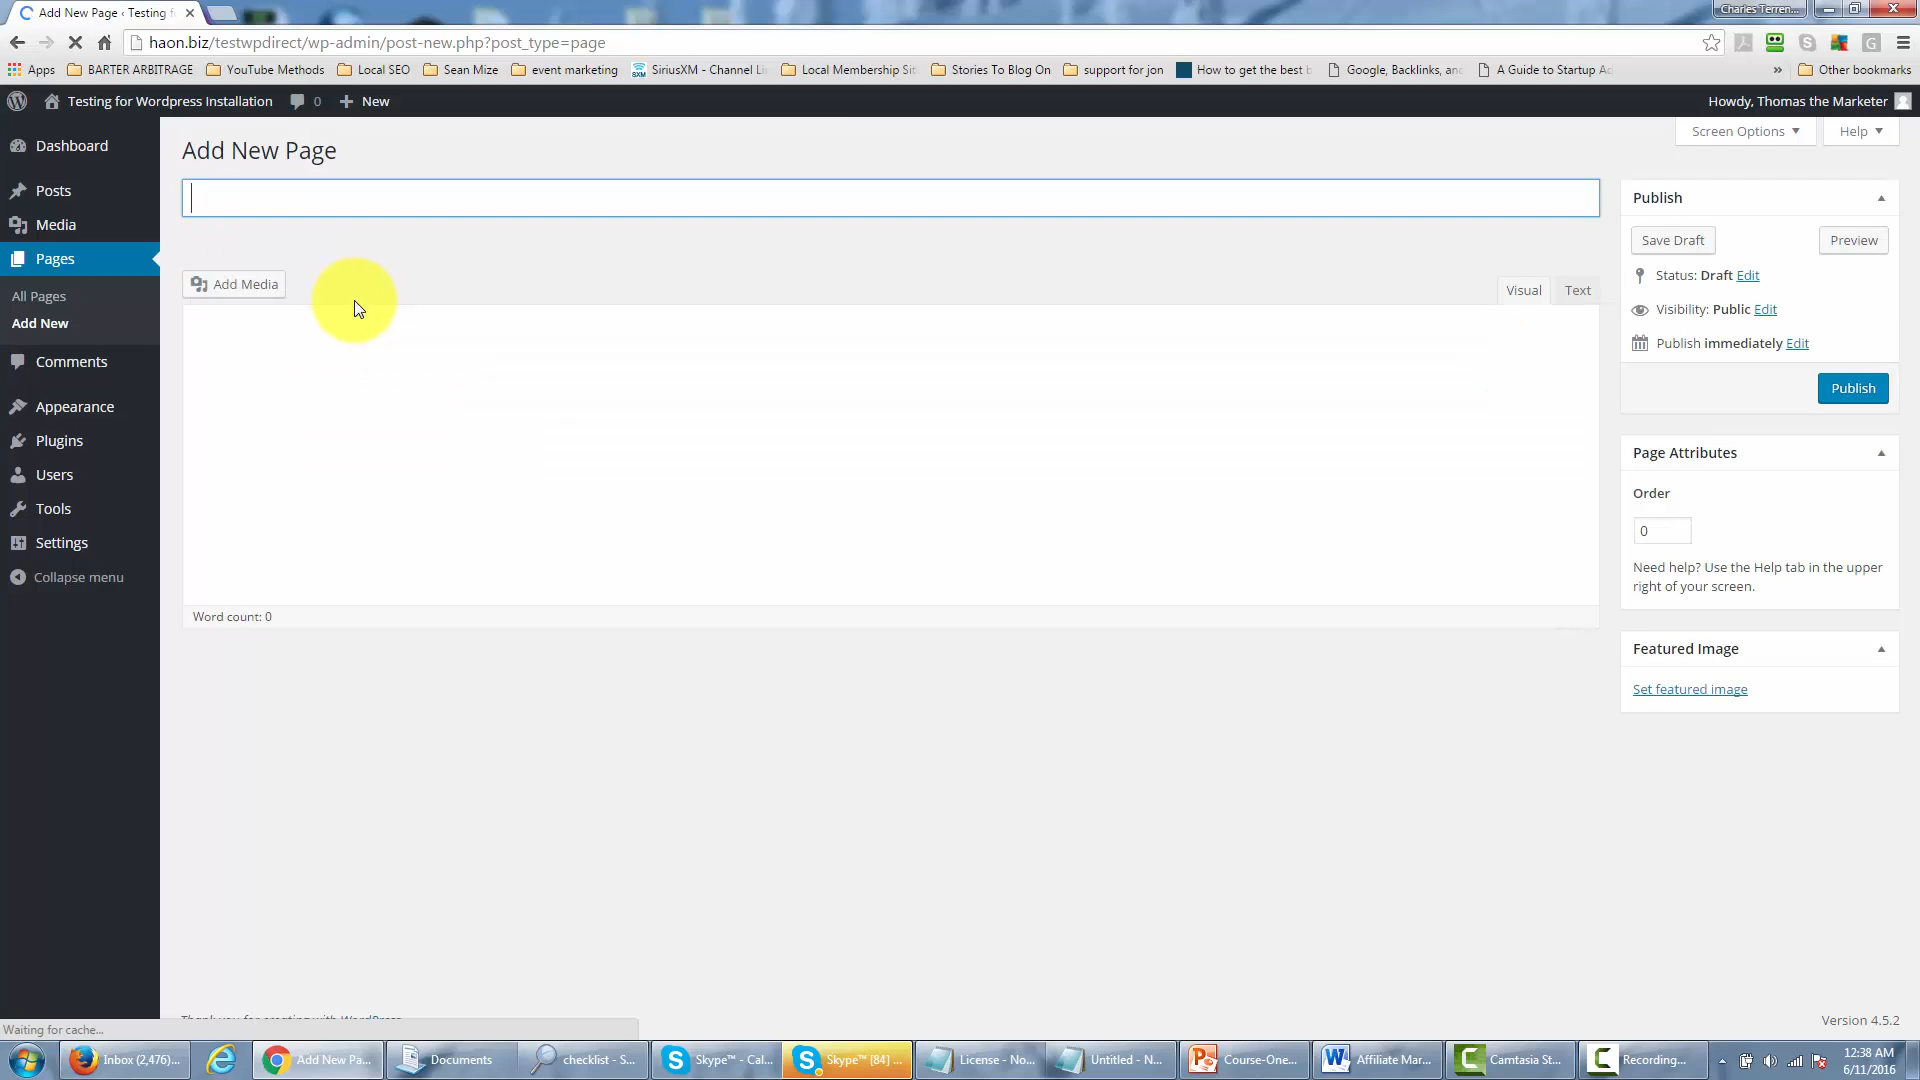 Add New Page ‹ Testing f
Charles Terren...
haon.biz/testwpdirect/wp-admin/post-new.php?post_type=page
Apps
BARTER ARBITRAGE
YouTube Methods
Local SEO
Sean Mize
event marketing
SiriusXM - Channel Li
Local Membership Sit
Stories To Blog On
support for jon
How to get the best b
Google, Backlinks, and
A Guide to Startup Ac
»
Other bookmarks
Testing for Wordpress Installation
0
New
Howdy, Thomas the Marketer
Screen Options
Help
Dashboard
Posts
Media
Pages
All Pages
Add New
Comments
Appearance
Plugins
Users
Tools
Settings
Collapse menu
Add New Page
Add Media
Visual
Text
Word count: 0
Publish
Save Draft
Preview
Status: Draft Edit
Visibility: Public Edit
Publish immediately Edit
Publish
Page Attributes
Order
0
Need help? Use the Help tab in the upper
right of your screen.
Featured Image
Set featured image
Thank you for creating with WordPress
Version 4.5.2
Waiting for cache...
Inbox (2,476)...
Add New Pa...
Documents
checklist - S...
Skype™ - Cal...
Skype™ [84] ...
License - No...
Untitled - N...
Course-One...
Affiliate Mar...
Camtasia St...
Recording...
12:38 AM
6/11/2016